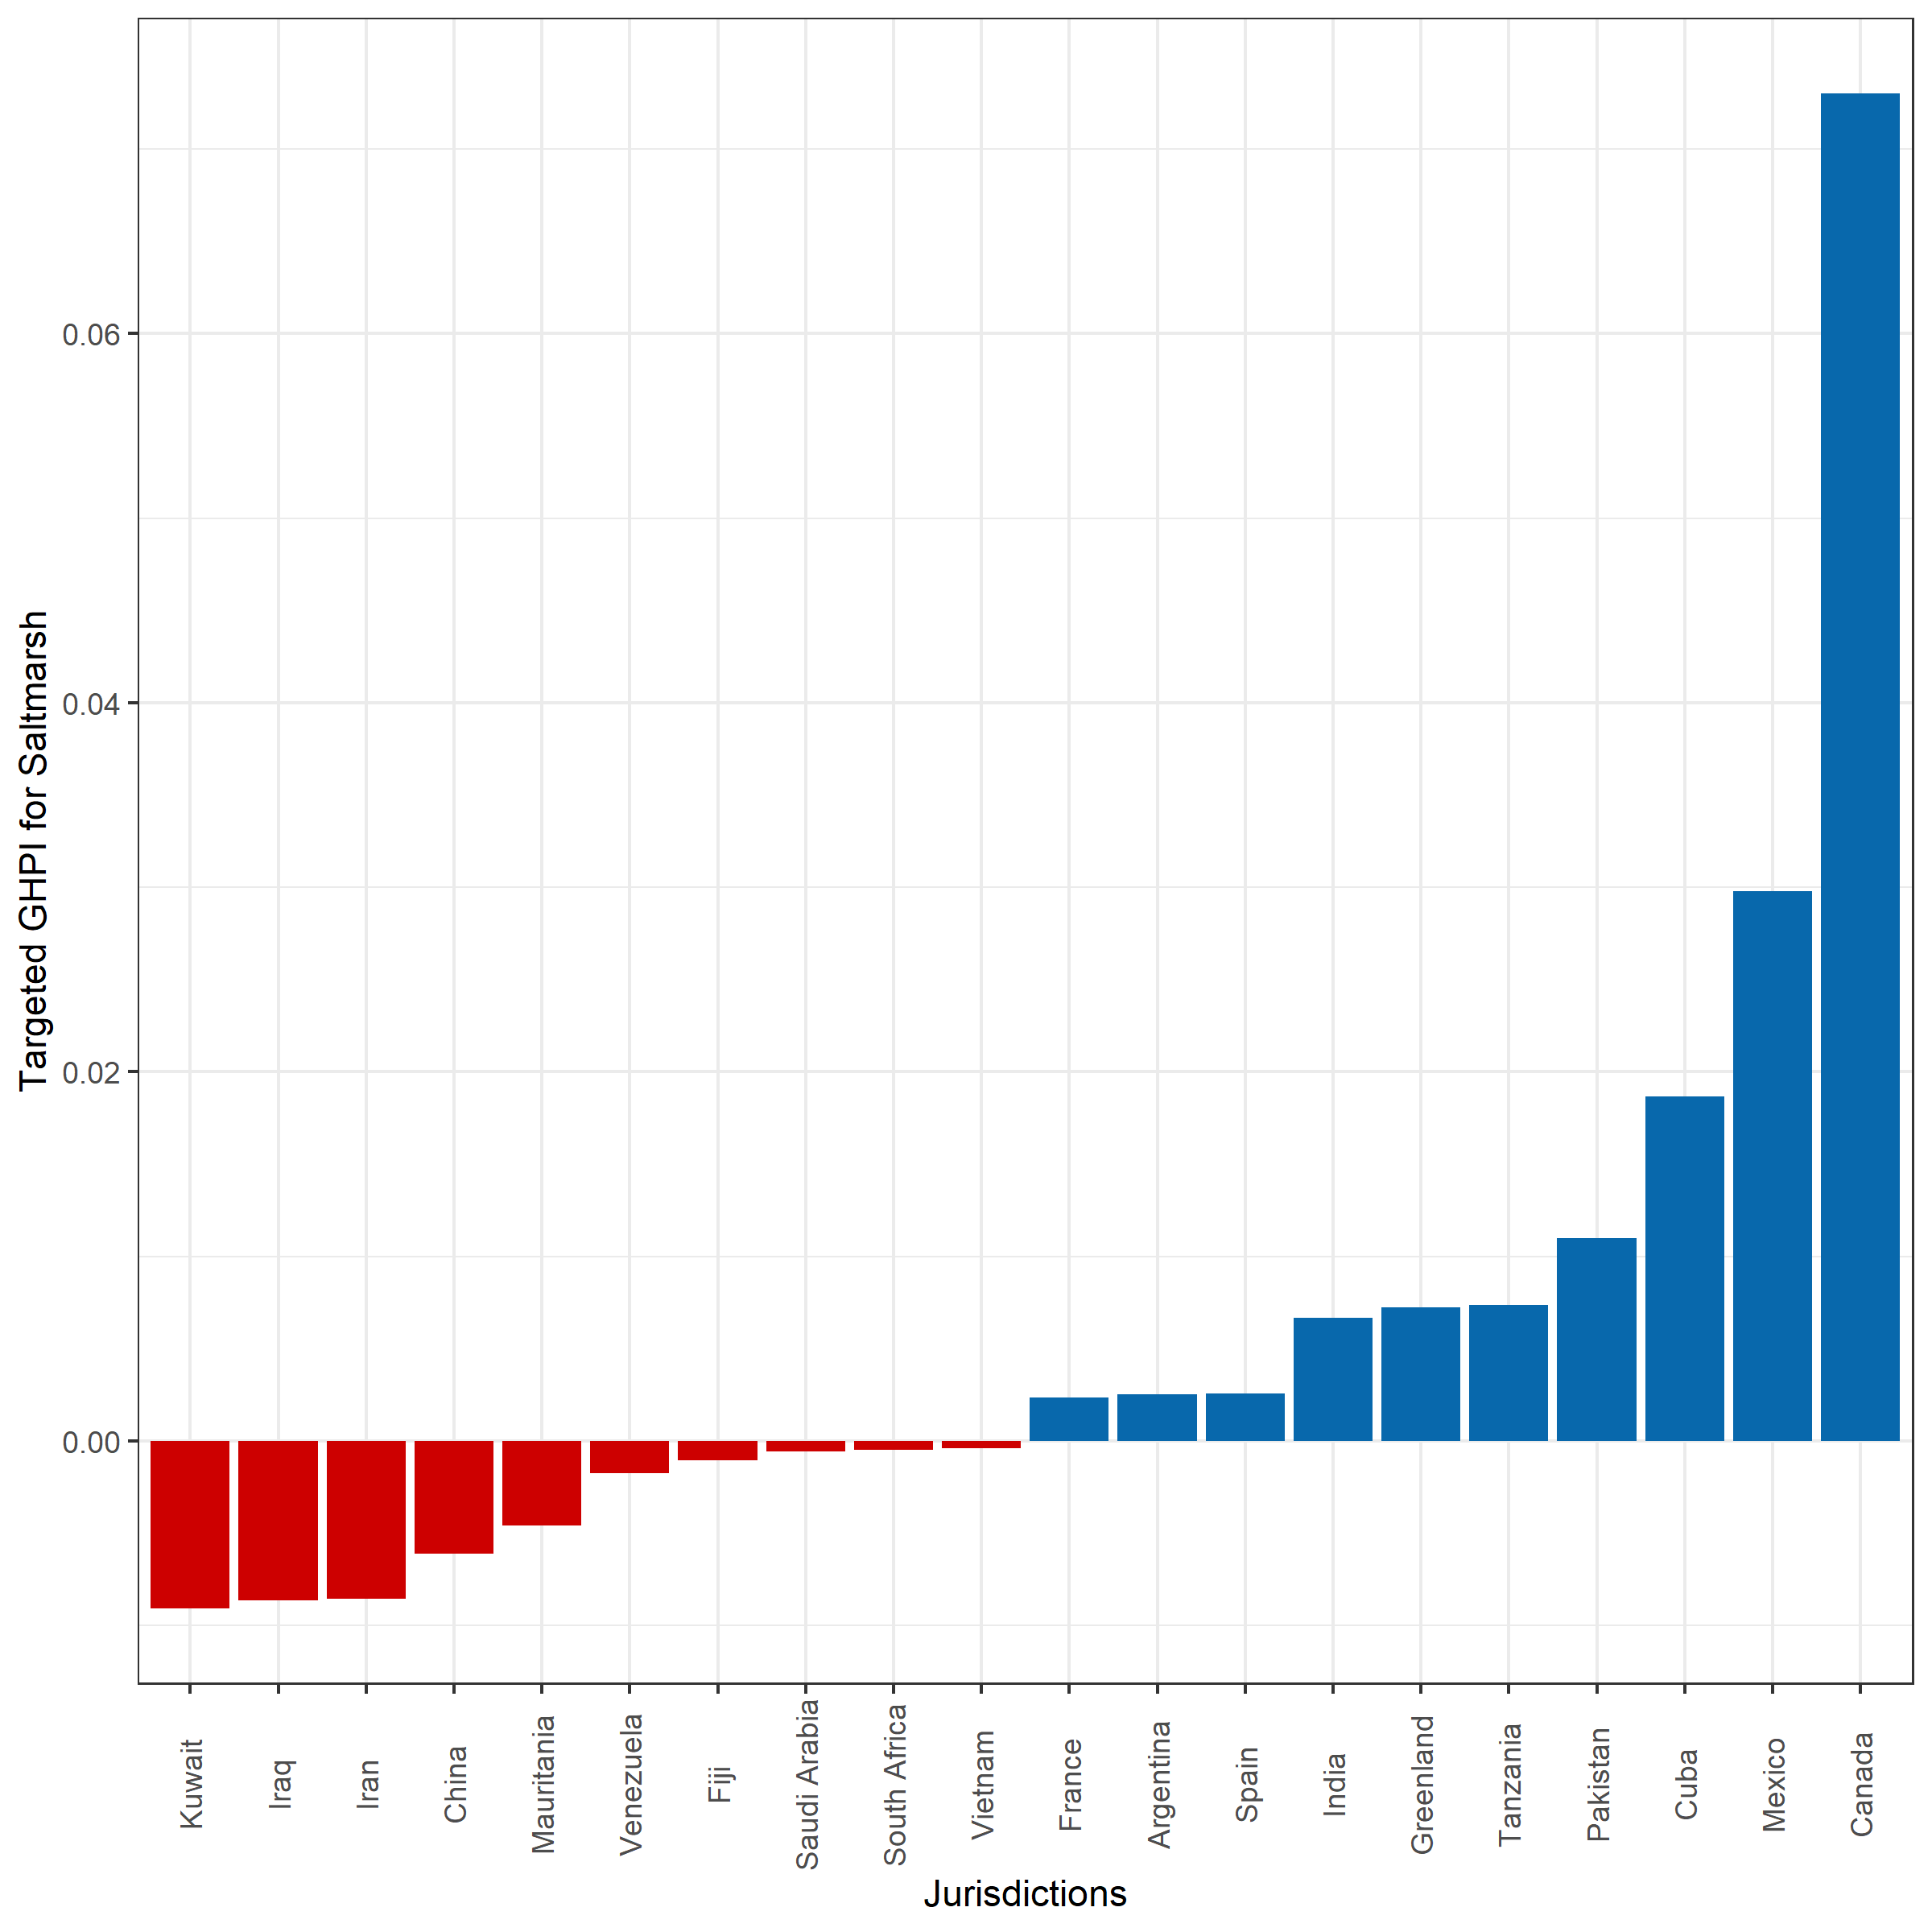 Targeted GHPI for Saltmarsh
0.06
0.04
0.02
0.00
Kuwait
Iraq
Iran
China
Mauritania
Venezuela
Fiji
Saudi Arabia
South Africa
Vietnam
France
Argentina
Spain
India
Greenland
Tanzania
Pakistan
Cuba
Mexico
Canada
Jurisdictions